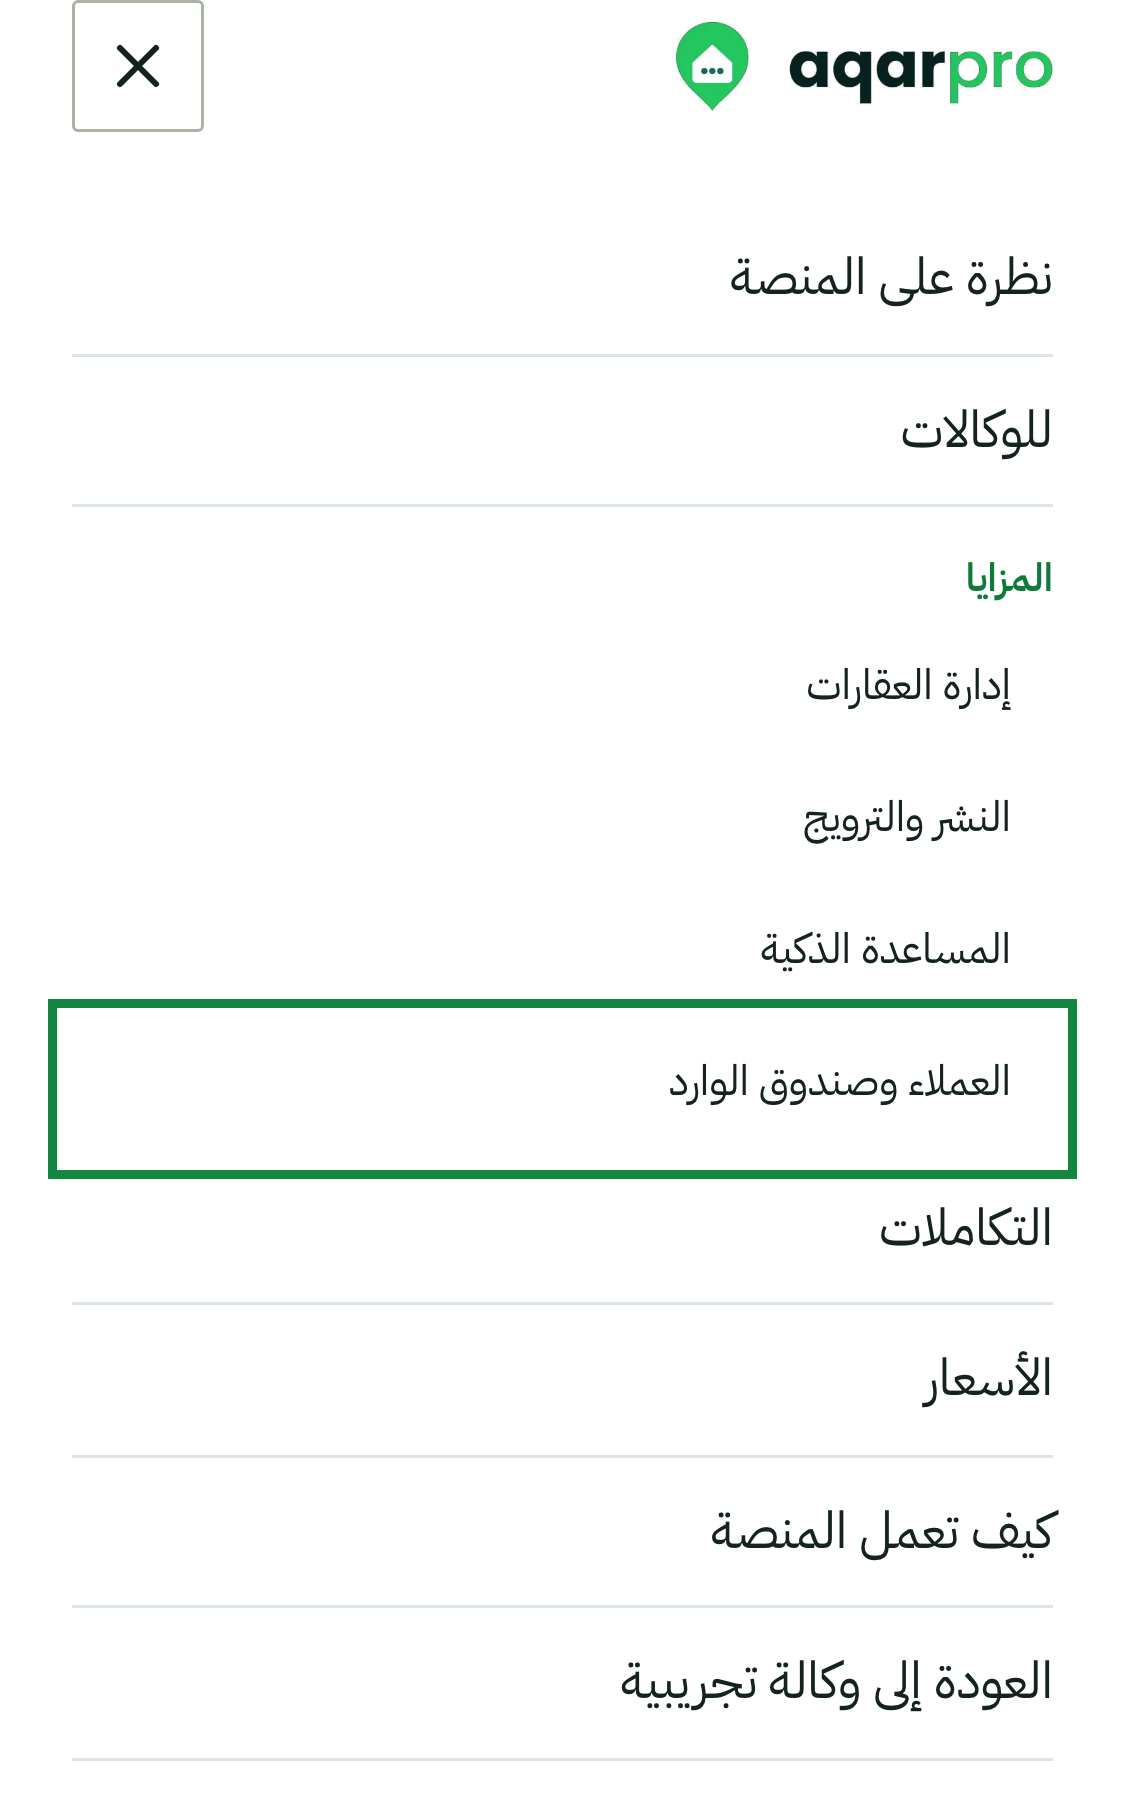 aqarpro
نظرة على المنصة
للوكالات
المزايا
إدارة العقارات
النشر والترويج
المساعدة الذكية
العملاء وصندوق الوارد
التكاملات
الأسعار
كيف تعمل المنصة
العودة إلى وكالة تجريبية